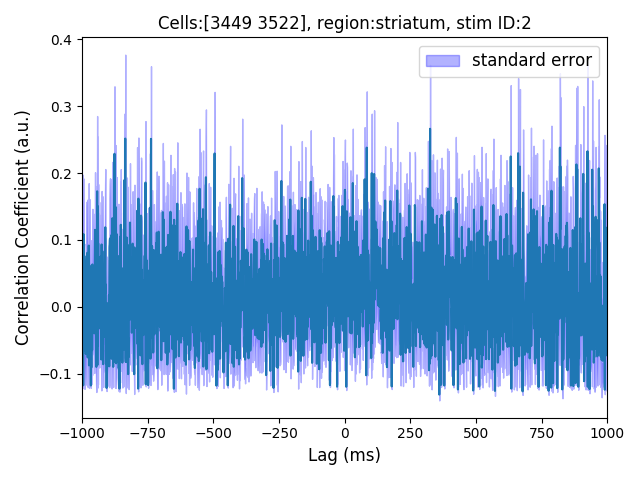 Cells:[3449 3522], region:striatum, stim ID:2
standard error
Correlation Coefficient (a.u.)
0.4
0.3
0.2
0.1
0.0
−0.1
−1000 −750 −500 −250 0 250 500 750 1000
Lag (ms)